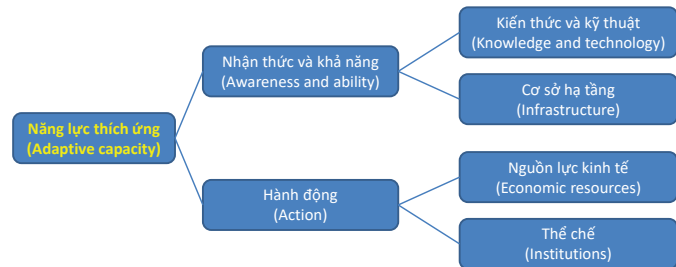 Kiến thức và kỹ thuật
(Knowledge and technology)
Nhận thức và khả năng
(Awareness and ability)
Cơ sở hạ tầng
(Infrastructure)
Năng lực thích ứng
(Adaptive capacity)
Nguồn lực kinh tế
(Economic resources)
Hành động
(Action)
Thể chế
(Institutions)